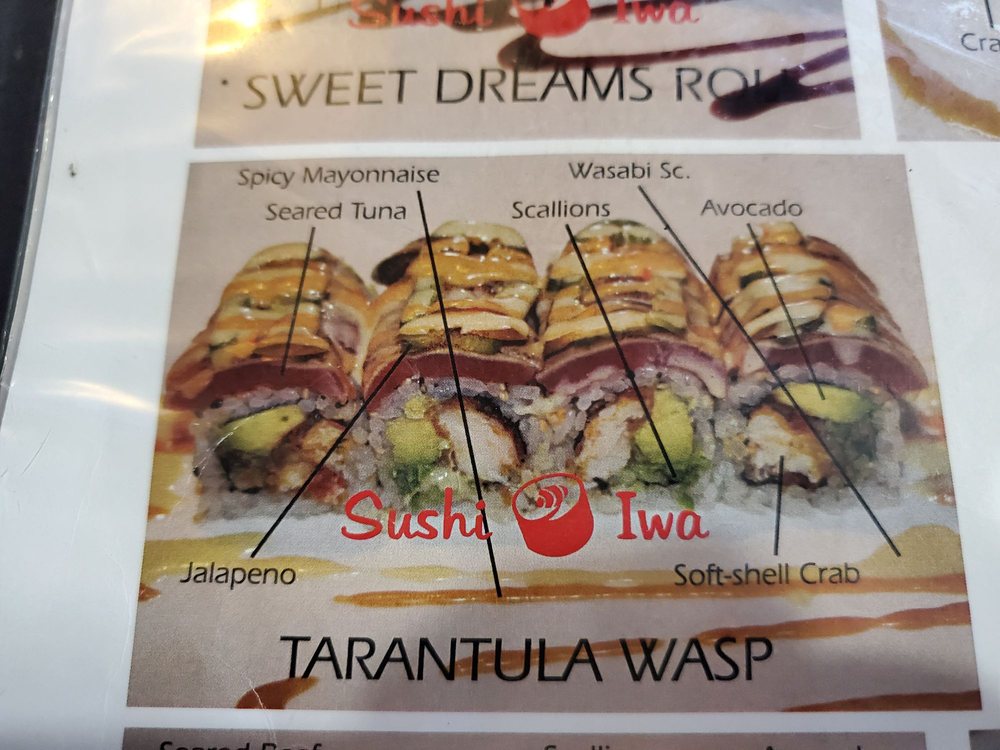 Sushi Iwa
SWEET DREAMS ROLL
Spicy Mayonnaise
Wasabi Sc.
Seared Tuna
Scallions
Avocado
Sushi Iwa
Jalapeno
Soft-shell Crab
TARANTULA WASP